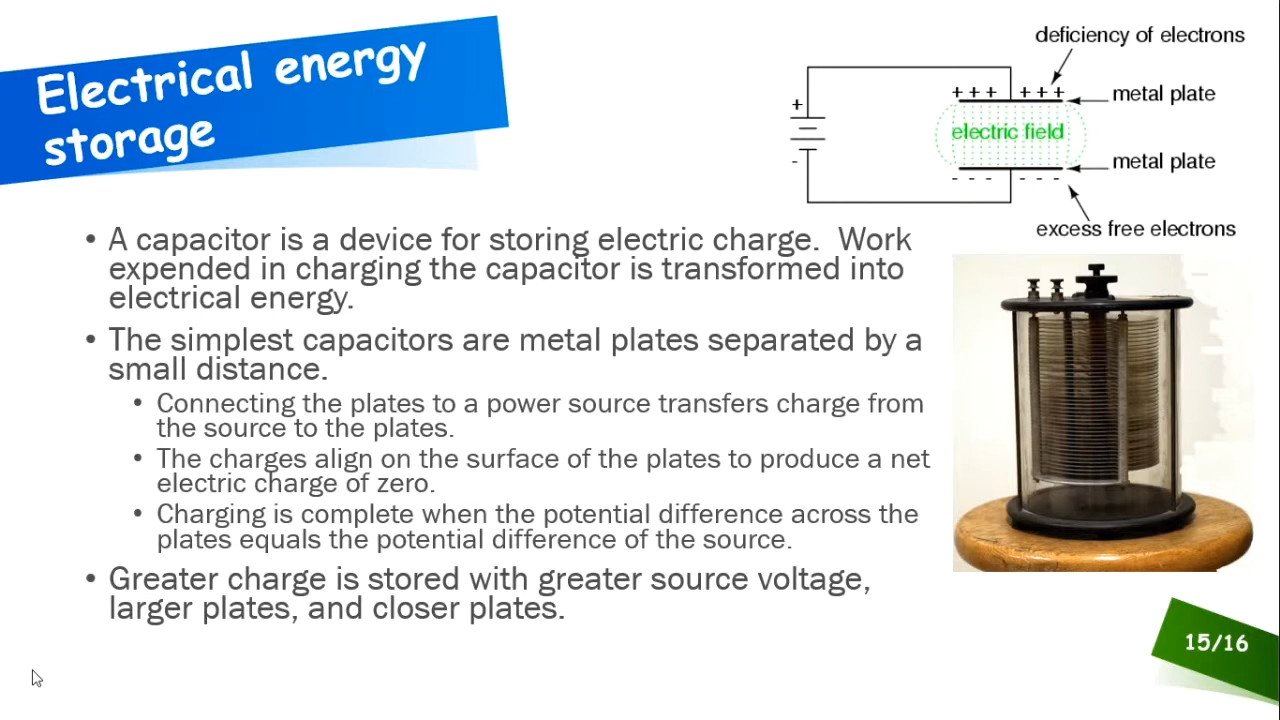 Electrical energy
storage
deficiency of electrons
+ + + + + +
metal plate
+
electric field
-
metal plate
- - - - - -
excess free electrons
• A capacitor is a device for storing electric charge.  Work
expended in charging the capacitor is transformed into
electrical energy.
• The simplest capacitors are metal plates separated by a
small distance.
• Connecting the plates to a power source transfers charge from
the source to the plates.
• The charges align on the surface of the plates to produce a net
electric charge of zero.
• Charging is complete when the potential difference across the
plates equals the potential difference of the source.
• Greater charge is stored with greater source voltage,
larger plates, and closer plates.
15/16